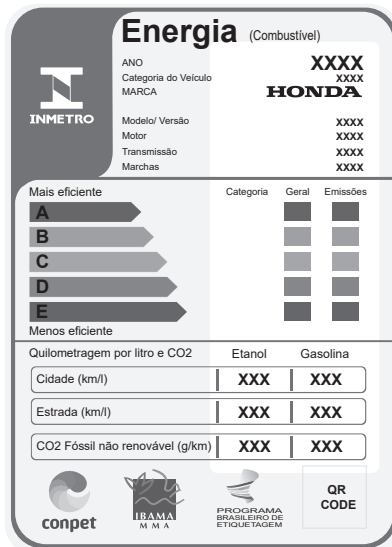 Energia (Combustível)
ANO XXXX
Categoria do Veículo XXXX
MARCA HONDA
INMETRO
Modelo/ Versão XXXX
Motor XXXX
Transmissão XXXX
Marchas XXXX
Mais eficiente Categoria Geral Emissões
A
B
C
D
E
Menos eficiente
Quilometragem por litro e CO2 Etanol Gasolina
Cidade (km/l) XXX XXX
Estrada (km/l) XXX XXX
CO2 Fóssil não renovável (g/km) XXX XXX
conpet
IBAMA
M M A
PROGRAMA
BRASILEIRO DE
ETIQUETAGEM
QR
CODE